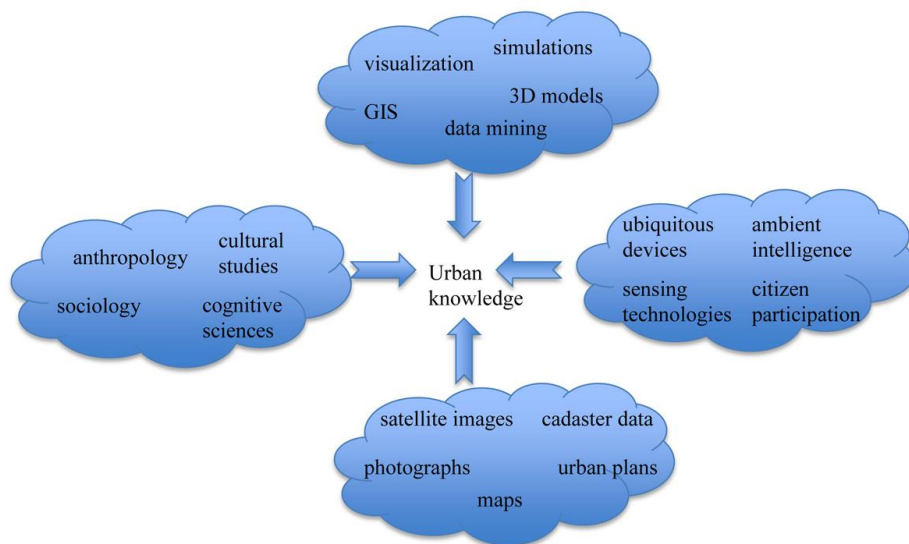 simulations
visualization
3D models
GIS
data mining
anthropology
cultural
studies
sociology
cognitive
sciences
Urban
knowledge
ubiquitous
devices
ambient
intelligence
sensing
technologies
citizen
participation
satellite images
cadaster data
photographs
urban plans
maps